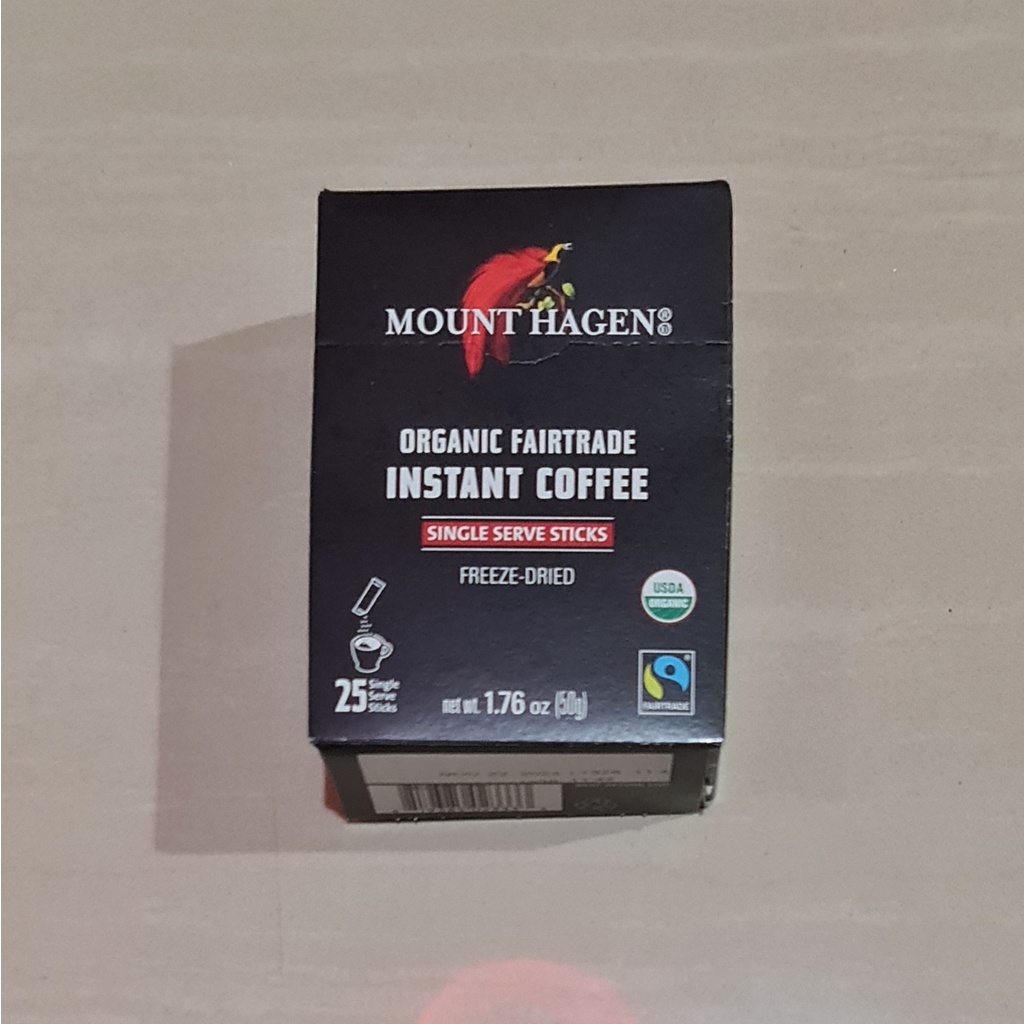 MOUNT HAGEN®
ORGANIC FAIRTRADE
INSTANT COFFEE
SINGLE SERVE STICKS
FREEZE-DRIED
USDA
ORGANIC
25 Single
Serve
Sticks
net wt. 1.76 oz (50g)
FAIRTRADE